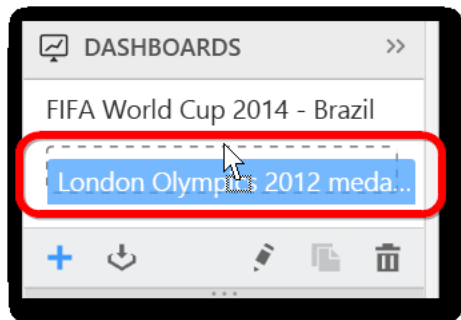 DASHBOARDS
FIFA World Cup 2014 - Brazil
London Olympics 2012 meda...